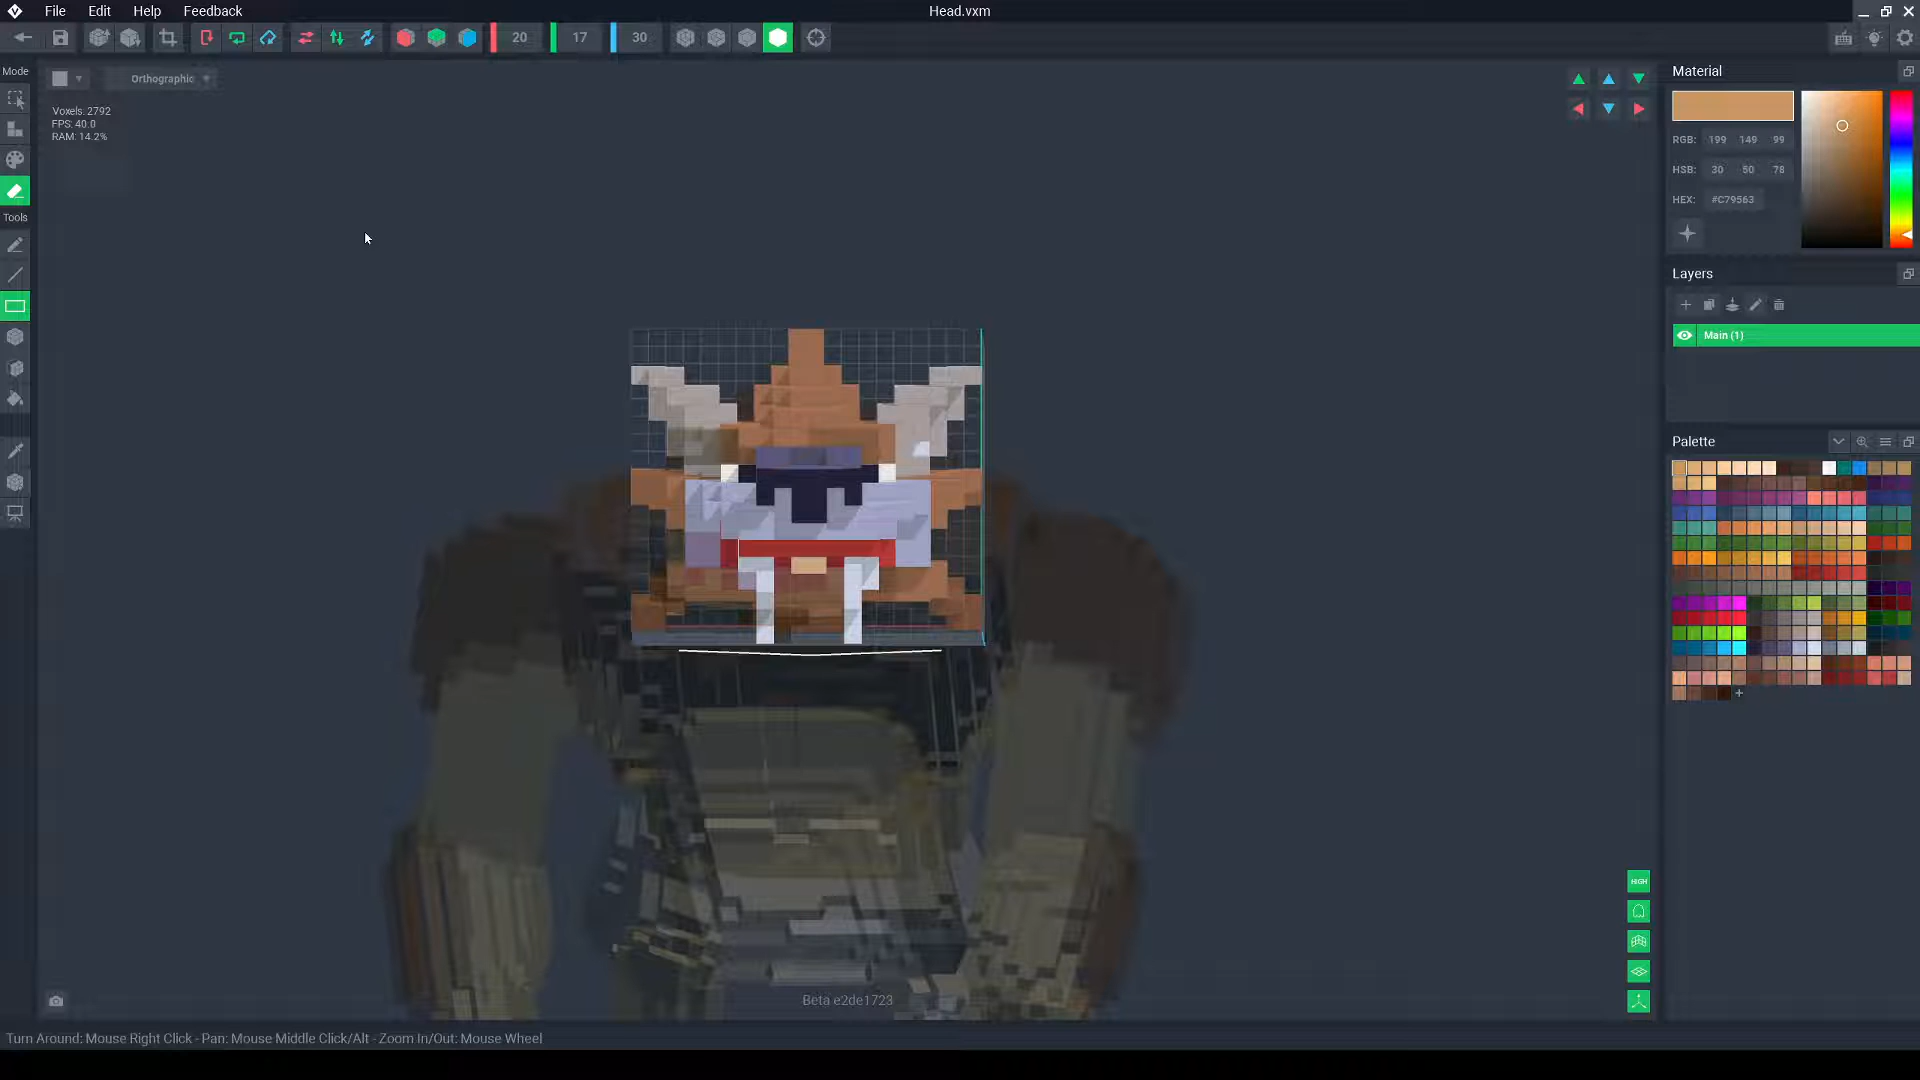 File Edit Help Feedback
Head.vxm
20 17 30
Mode
Orthographic
Material
Voxels: 2792
FPS: 40.0
RAM: 14.2%
RGB: 199 149 99
HSB: 30 50 78
HEX: #C79563
Tools
Layers
Main (1)
Palette
HIGH
Beta e2de1723
Turn Around: Mouse Right Click - Pan: Mouse Middle Click/Alt - Zoom In/Out: Mouse Wheel